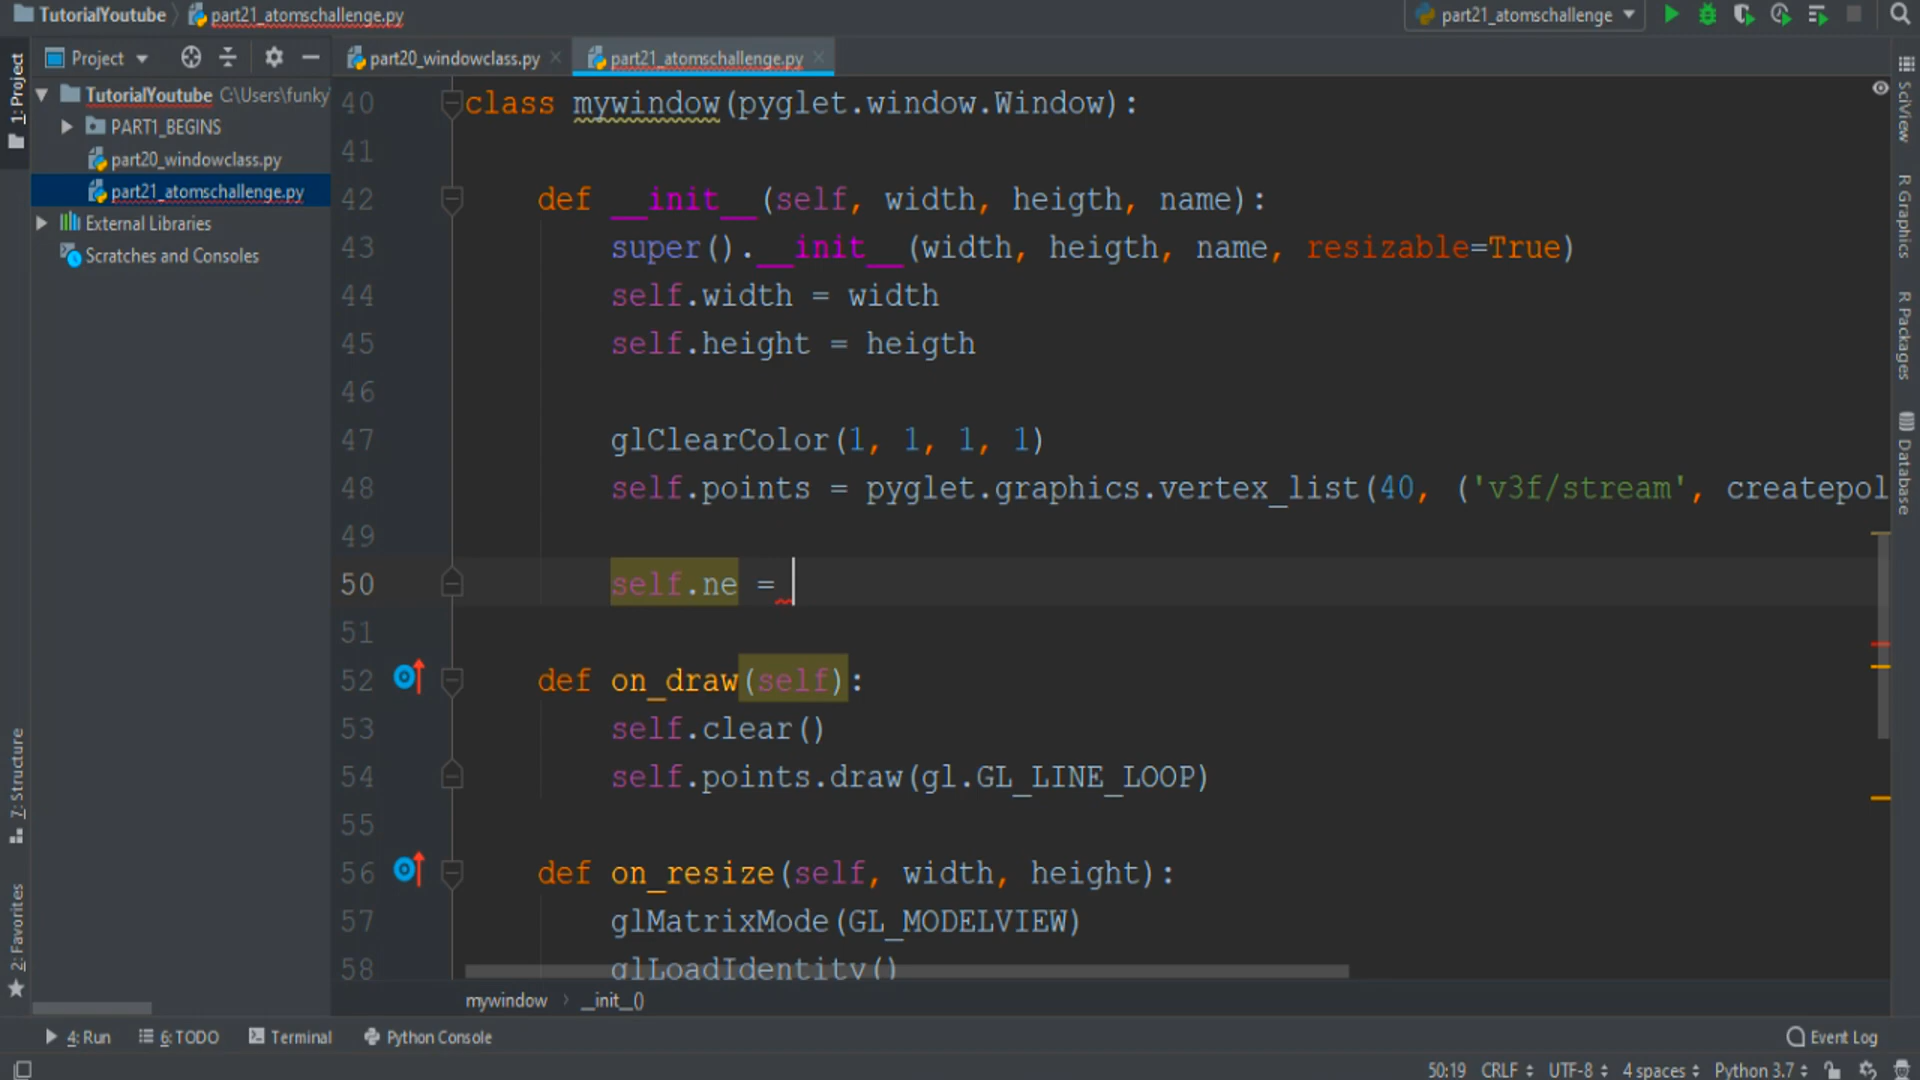 TutorialYoutube part21_atomschallenge.py part21_atomschallenge
1: Project
Project part20_windowclass.py part21_atomschallenge.py
TutorialYoutube C:\Users\funky
PART1_BEGINS
part20_windowclass.py
part21_atomschallenge.py
External Libraries
Scratches and Consoles
40 class mywindow(pyglet.window.Window):
41
42 def __init__(self, width, heigth, name):
43 super().__init__(width, heigth, name, resizable=True)
44 self.width = width
45 self.height = heigth
46
47 glClearColor(1, 1, 1, 1)
48 self.points = pyglet.graphics.vertex_list(40, ('v3f/stream', createpol
49
50 self.ne =
51
52 def on_draw(self):
53 self.clear()
54 self.points.draw(gl.GL_LINE_LOOP)
55
56 def on_resize(self, width, height):
57 glMatrixMode(GL_MODELVIEW)
58 glLoadIdentity()
mywindow __init__()
SciView
R Graphics
R Packages
Database
7: Structure
2: Favorites
4: Run 6: TODO Terminal Python Console Event Log
50:19 CRLF UTF-8 4 spaces Python 3.7